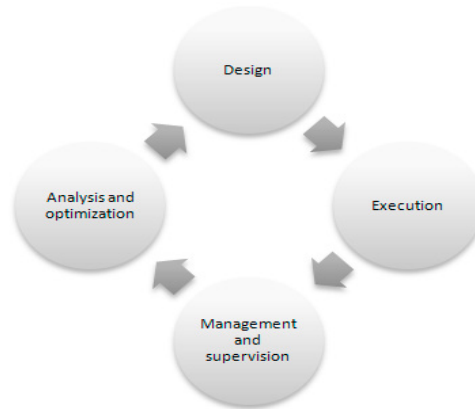 Design
Execution
Management
and
supervision
Analysis and
optimization